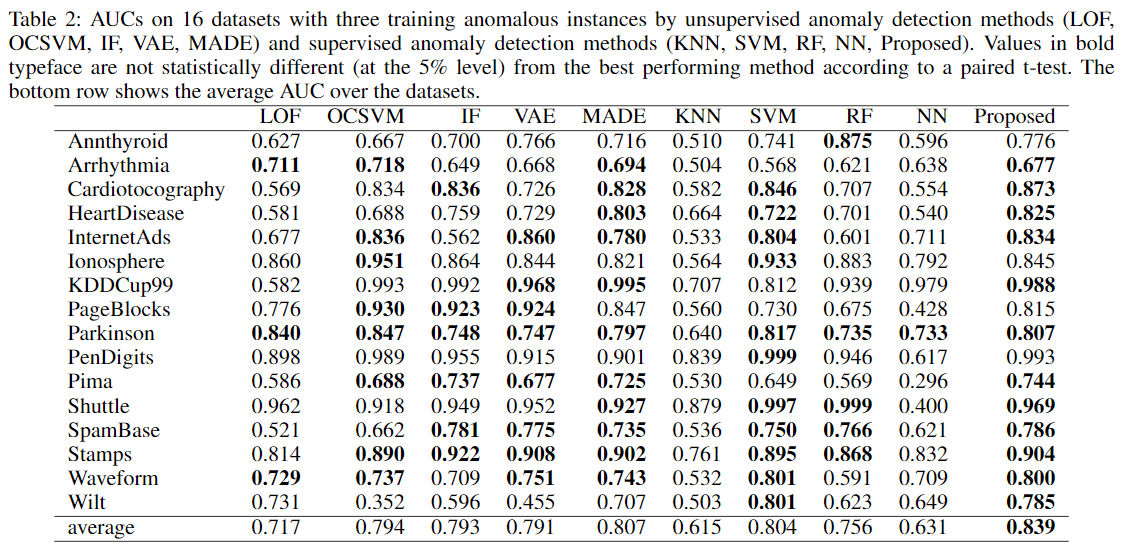 Table 2: AUCs on 16 datasets with three training anomalous instances by unsupervised anomaly detection methods (LOF,
OCSVM, IF, VAE, MADE) and supervised anomaly detection methods (KNN, SVM, RF, NN, Proposed). Values in bold
typeface are not statistically different (at the 5% level) from the best performing method according to a paired t-test. The
bottom row shows the average AUC over the datasets.
LOF OCSVM IF VAE MADE KNN SVM RF NN Proposed
Annthyroid 0.627 0.667 0.700 0.766 0.716 0.510 0.741 0.875 0.596 0.776
Arrhythmia 0.711 0.718 0.649 0.668 0.694 0.504 0.568 0.621 0.638 0.677
Cardiotocography 0.569 0.834 0.836 0.726 0.828 0.582 0.846 0.707 0.554 0.873
HeartDisease 0.581 0.688 0.759 0.729 0.803 0.664 0.722 0.701 0.540 0.825
InternetAds 0.677 0.836 0.562 0.860 0.780 0.533 0.804 0.601 0.711 0.834
Ionosphere 0.860 0.951 0.864 0.844 0.821 0.564 0.933 0.883 0.792 0.845
KDDCup99 0.582 0.993 0.992 0.968 0.995 0.707 0.812 0.939 0.979 0.988
PageBlocks 0.776 0.930 0.923 0.924 0.847 0.560 0.730 0.675 0.428 0.815
Parkinson 0.840 0.847 0.748 0.747 0.797 0.640 0.817 0.735 0.733 0.807
PenDigits 0.898 0.989 0.955 0.915 0.901 0.839 0.999 0.946 0.617 0.993
Pima 0.586 0.688 0.737 0.677 0.725 0.530 0.649 0.569 0.296 0.744
Shuttle 0.962 0.918 0.949 0.952 0.927 0.879 0.997 0.999 0.400 0.969
SpamBase 0.521 0.662 0.781 0.775 0.735 0.536 0.750 0.766 0.621 0.786
Stamps 0.814 0.890 0.922 0.908 0.902 0.761 0.895 0.868 0.832 0.904
Waveform 0.729 0.737 0.709 0.751 0.743 0.532 0.801 0.591 0.709 0.800
Wilt 0.731 0.352 0.596 0.455 0.707 0.503 0.801 0.623 0.649 0.785
average 0.717 0.794 0.793 0.791 0.807 0.615 0.804 0.756 0.631 0.839